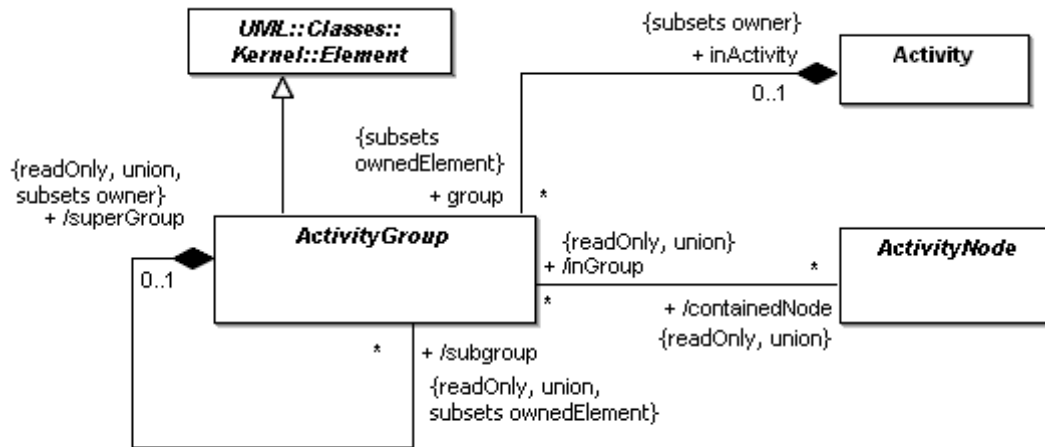 UML::Classes::
Kernel::Element
{subsets owner}
+ inActivity
0..1
Activity
{subsets
ownedElement}
+ group
*
{readOnly, union,
subsets owner}
+ /superGroup
0..1
ActivityGroup
{readOnly, union}
+ /inGroup
*
*
ActivityNode
+ /containedNode
{readOnly, union}
*
+ /subgroup
{readOnly, union,
subsets ownedElement}